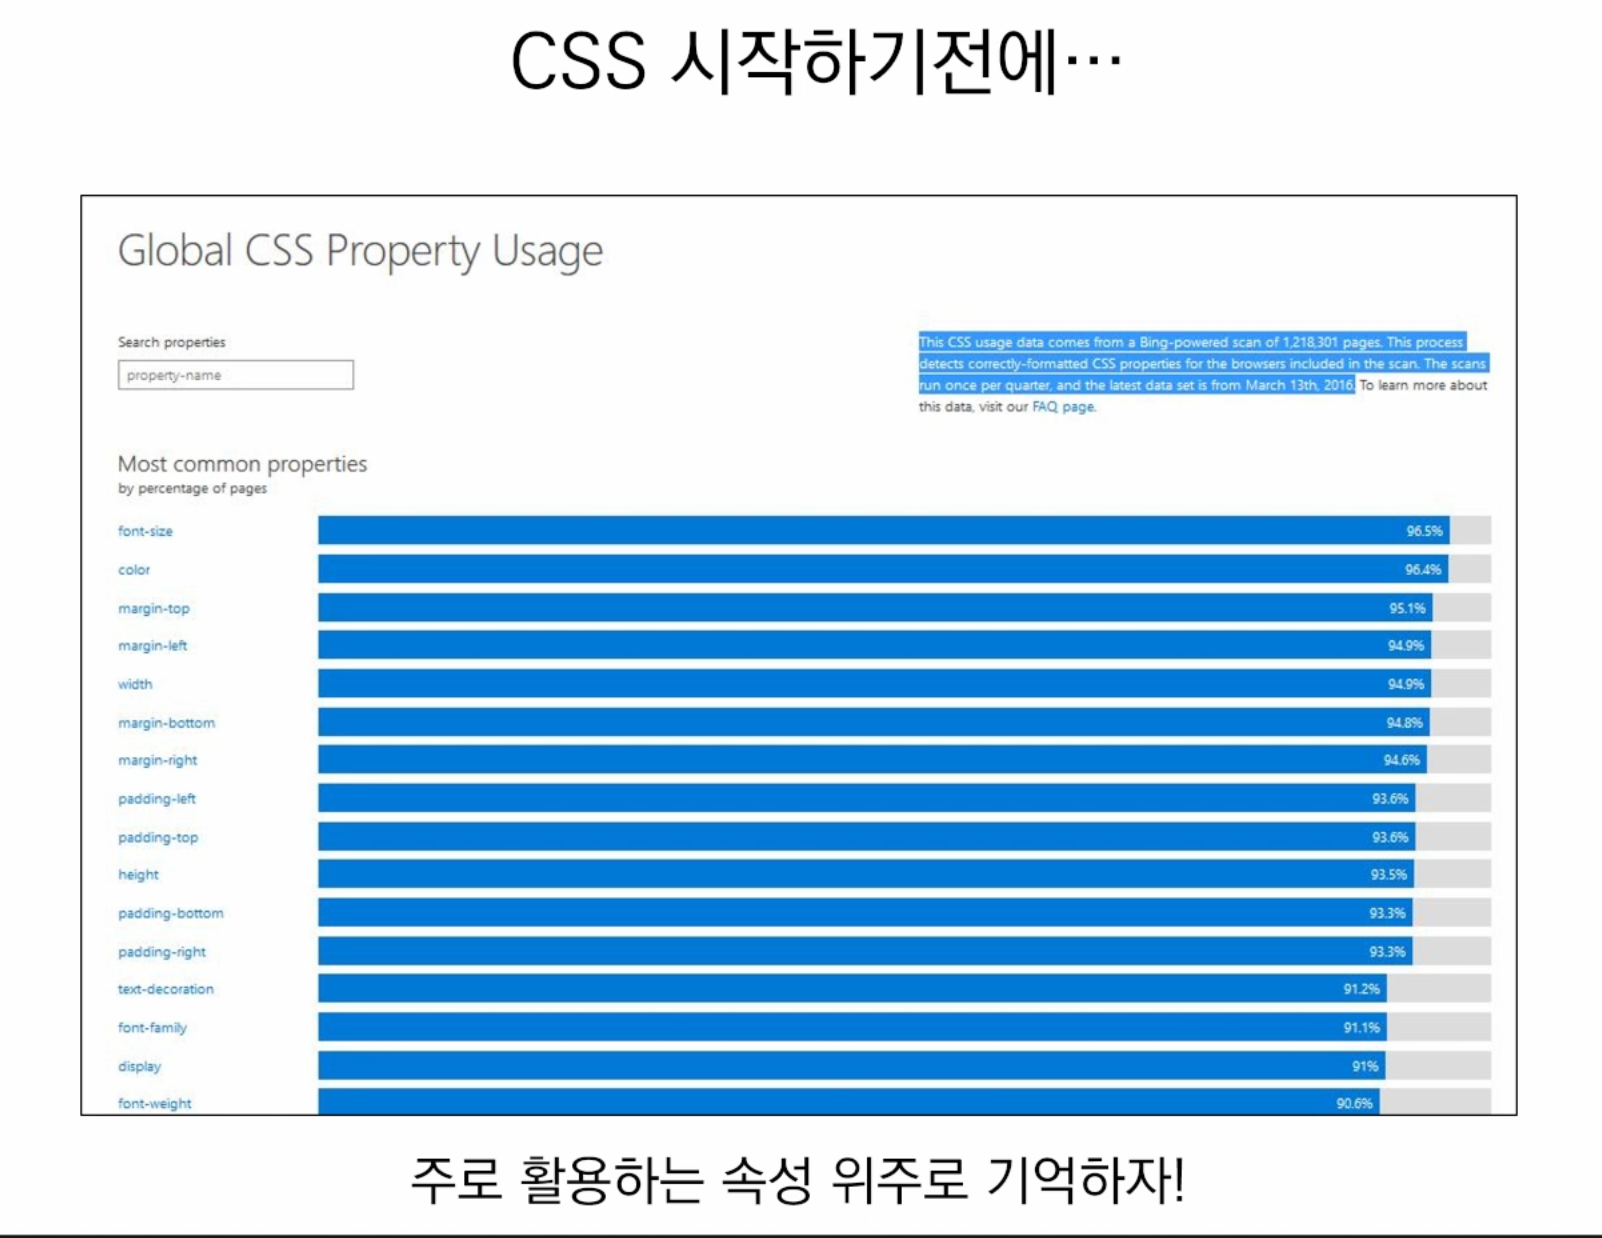 CSS 시작하기전에…
Global CSS Property Usage
Search properties
property-name
This CSS usage data comes from a Bing-powered scan of 1,218,301 pages. This process
detects correctly-formatted CSS properties for the browsers included in the scan. The scans
run once per quarter, and the latest data set is from March 13th, 2016. To learn more about
this data, visit our FAQ page.
Most common properties
by percentage of pages
font-size 96.5%
color 96.4%
margin-top 95.1%
margin-left 94.9%
width 94.9%
margin-bottom 94.8%
margin-right 94.6%
padding-left 93.6%
padding-top 93.6%
height 93.5%
padding-bottom 93.3%
padding-right 93.3%
text-decoration 91.2%
font-family 91.1%
display 91%
font-weight 90.6%
주로 활용하는 속성 위주로 기억하자!